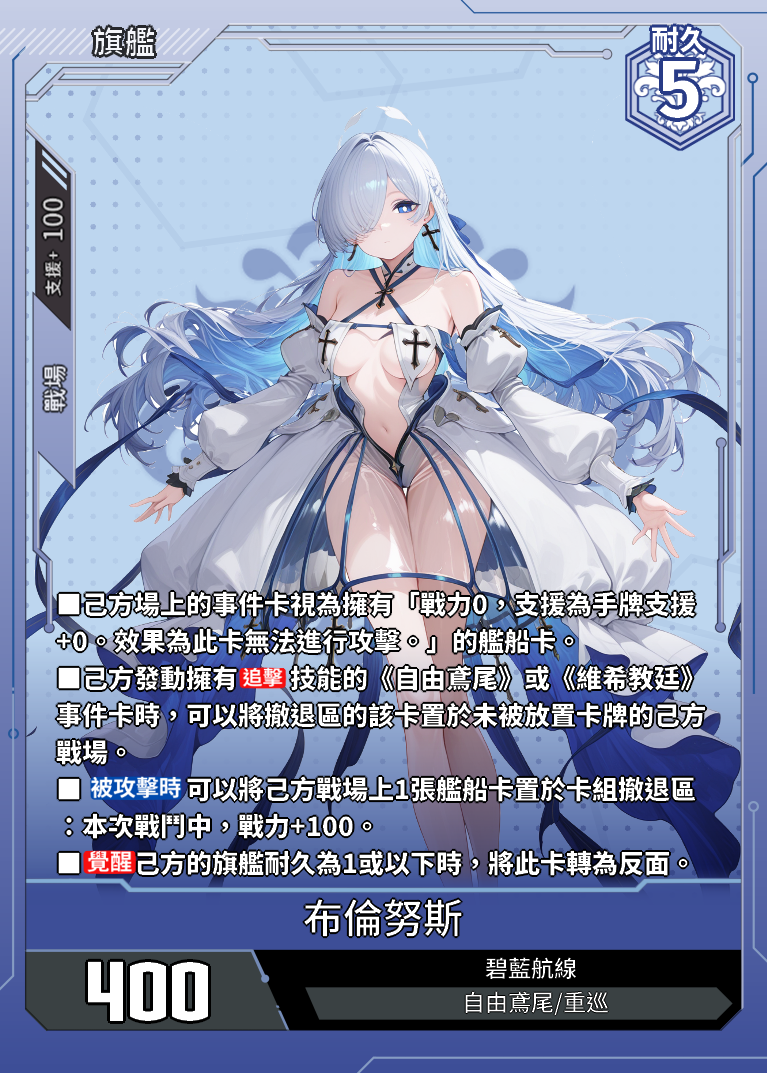 旗艦
耐久
5
支援+ 100
戰場
■己方場上的事件卡視為擁有「戰力0，支援為手牌支援
+0。效果為此卡無法進行攻擊。」的艦船卡。
■己方發動擁有追擊技能的《自由鳶尾》或《維希教廷》
事件卡時，可以將撤退區的該卡置於未被放置卡牌的己方
戰場。
■ 被攻擊時 可以將己方戰場上1張艦船卡置於卡組撤退區
：本次戰鬥中，戰力+100。
■覺醒己方的旗艦耐久為1或以下時，將此卡轉為反面。
布倫努斯
400
碧藍航線
自由鳶尾/重巡